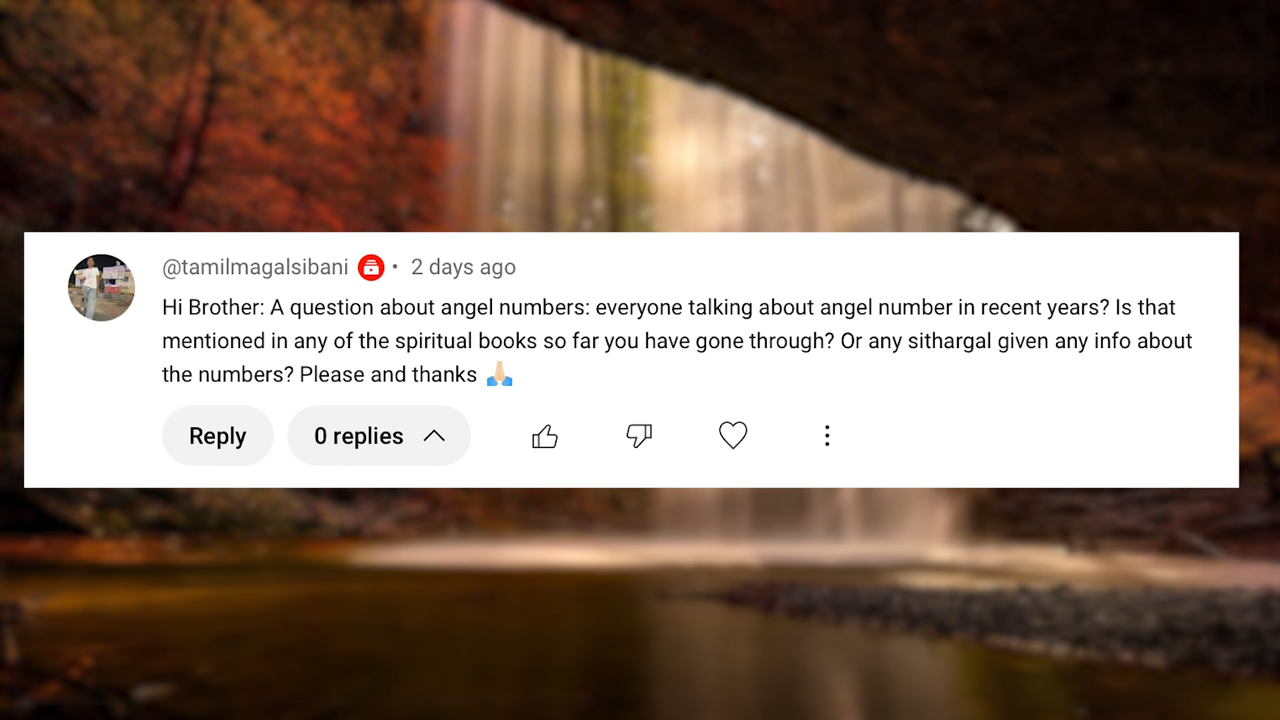 @tamilmagalsibani • 2 days ago
Hi Brother: A question about angel numbers: everyone talking about angel number in recent years? Is that
mentioned in any of the spiritual books so far you have gone through? Or any sithargal given any info about
the numbers? Please and thanks 🙏
Reply 0 replies